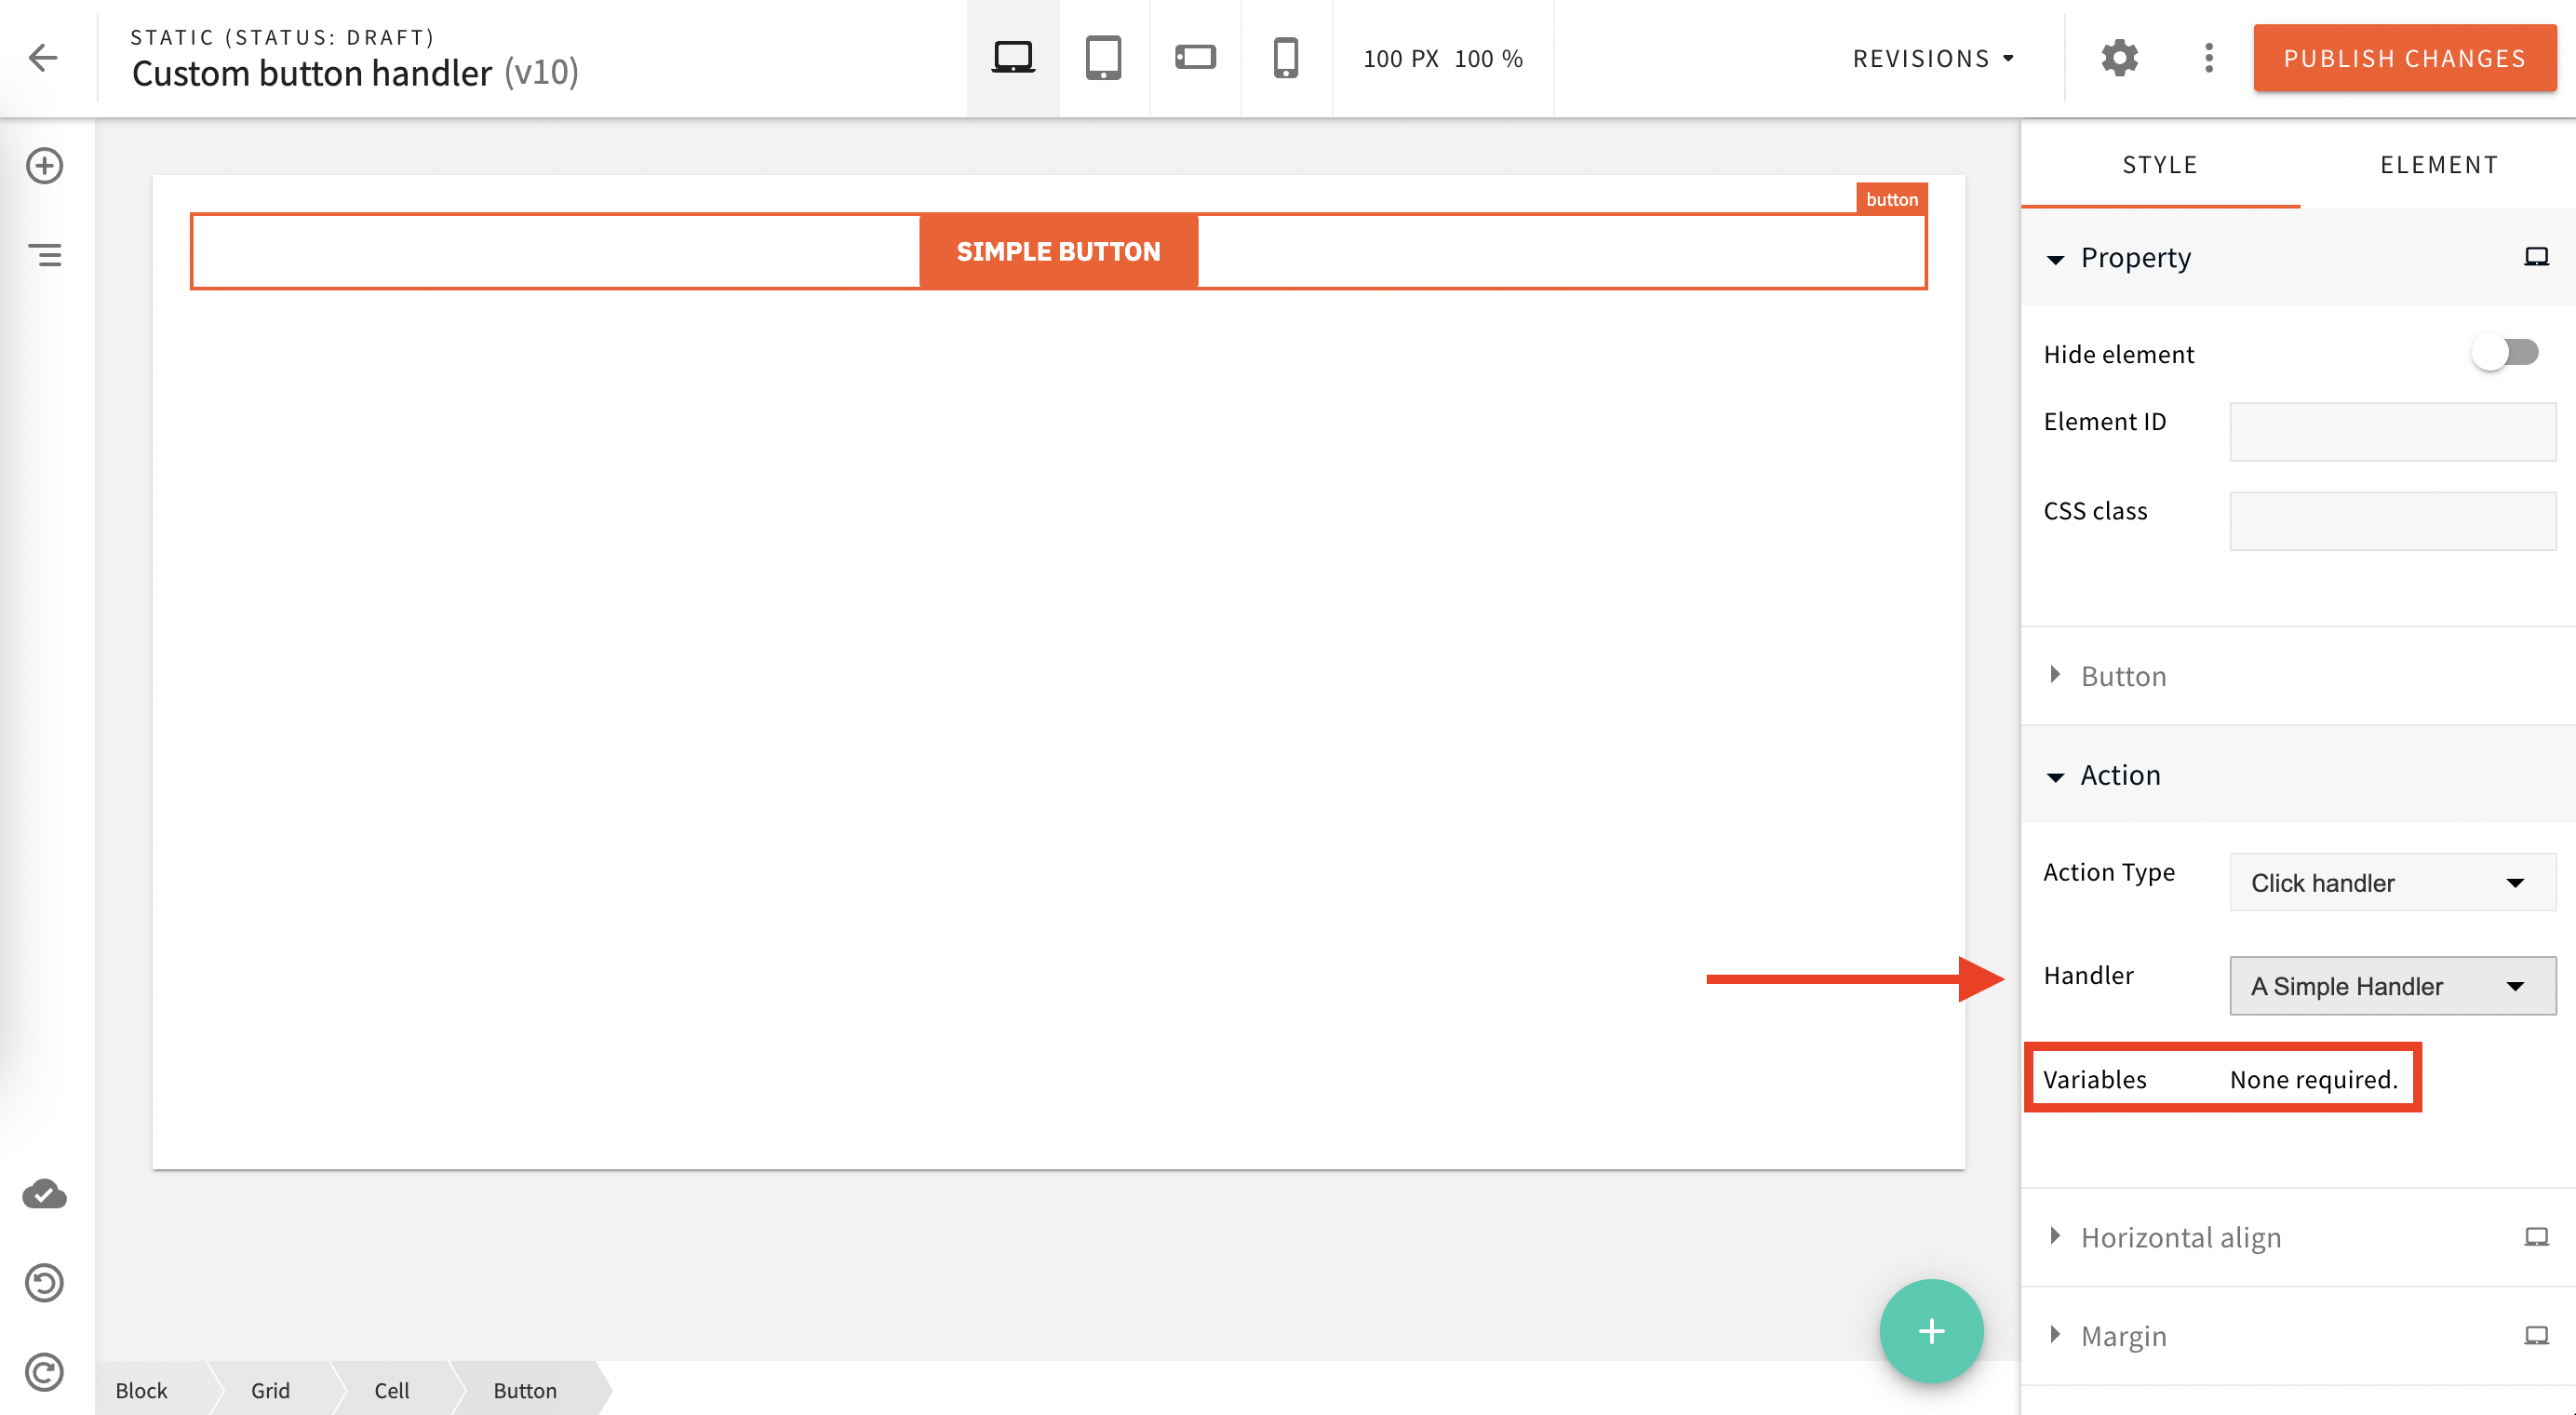 STATIC (STATUS: DRAFT)
Custom button handler (v10)
100 PX 100 %
REVISIONS
PUBLISH CHANGES
STYLE
ELEMENT
button
SIMPLE BUTTON
Property
Hide element
Element ID
CSS class
Button
Action
Action Type
Click handler
Handler
A Simple Handler
Variables
None required.
Horizontal align
Margin
Block
Grid
Cell
Button